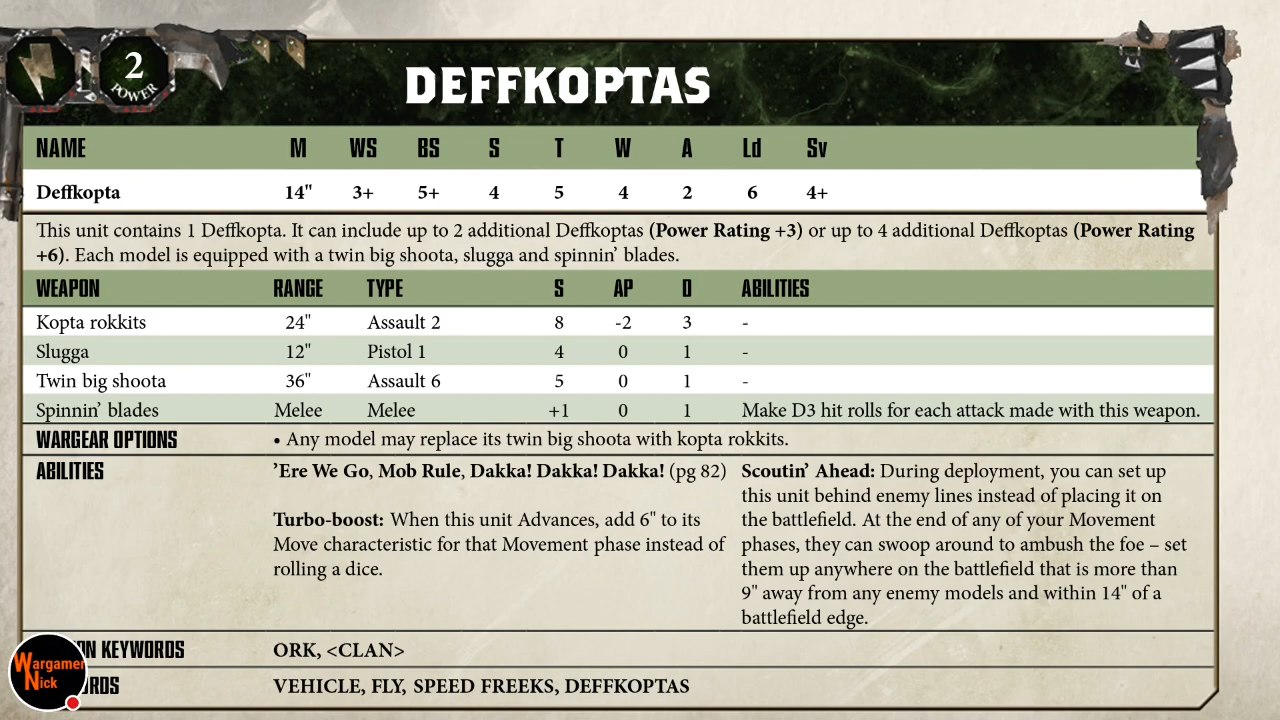 2
POWER
DEFFKOPTAS
NAME M WS BS S T W A Ld Sv
Deffkopta 14" 3+ 5+ 4 5 4 2 6 4+
This unit contains 1 Deffkopta. It can include up to 2 additional Deffkoptas (Power Rating +3) or up to 4 additional Deffkoptas (Power Rating
+6). Each model is equipped with a twin big shoota, slugga and spinnin’ blades.
WEAPON RANGE TYPE S AP D ABILITIES
Kopta rokkits 24" Assault 2 8 -2 3 -
Slugga 12" Pistol 1 4 0 1 -
Twin big shoota 36" Assault 6 5 0 1 -
Spinnin’ blades Melee Melee +1 0 1 Make D3 hit rolls for each attack made with this weapon.
WARGEAR OPTIONS • Any model may replace its twin big shoota with kopta rokkits.
ABILITIES
’Ere We Go, Mob Rule, Dakka! Dakka! Dakka! (pg 82)
Turbo-boost: When this unit Advances, add 6" to its
Move characteristic for that Movement phase instead of
rolling a dice.
Scoutin’ Ahead: During deployment, you can set up
this unit behind enemy lines instead of placing it on
the battlefield. At the end of any of your Movement
phases, they can swoop around to ambush the foe – set
them up anywhere on the battlefield that is more than
9" away from any enemy models and within 14" of a
battlefield edge.
ON KEYWORDS ORK, <CLAN>
RDS VEHICLE, FLY, SPEED FREEKS, DEFFKOPTAS
Wargamer
Nick